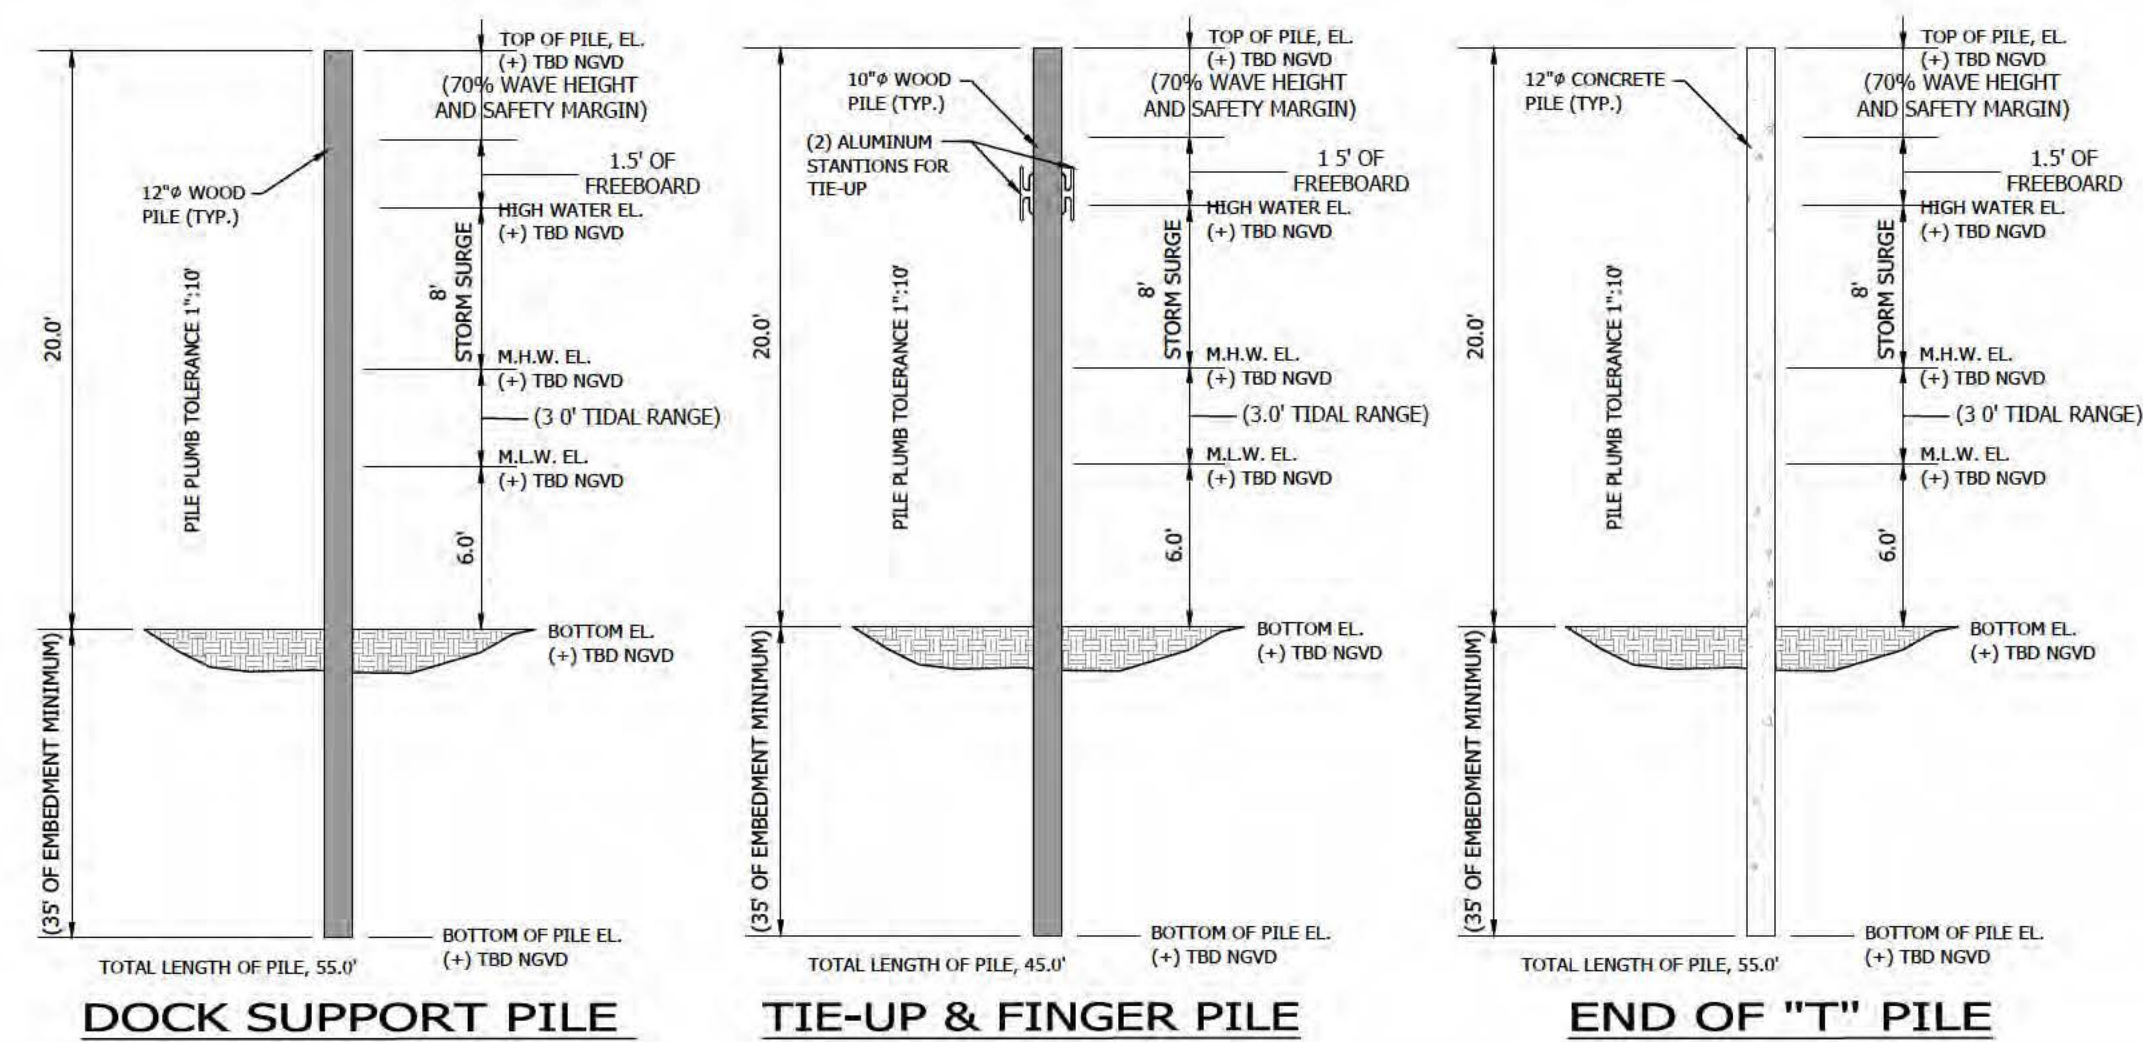 TOP OF PILE, EL.
(+) TBD NGVD
(70% WAVE HEIGHT
AND SAFETY MARGIN)
12"ø WOOD
PILE (TYP.)
1.5' OF
FREEBOARD
HIGH WATER EL.
(+) TBD NGVD
8'
STORM SURGE
20.0'
PILE PLUMB TOLERANCE 1":10'
M.H.W. EL.
(+) TBD NGVD
(3 0' TIDAL RANGE)
M.L.W. EL.
(+) TBD NGVD
6.0'
BOTTOM EL.
(+) TBD NGVD
(35' OF EMBEDMENT MINIMUM)
BOTTOM OF PILE EL.
(+) TBD NGVD
TOTAL LENGTH OF PILE, 55.0'
DOCK SUPPORT PILE
TOP OF PILE, EL.
(+) TBD NGVD
(70% WAVE HEIGHT
AND SAFETY MARGIN)
10"ø WOOD
PILE (TYP.)
(2) ALUMINUM
STANTIONS FOR
TIE-UP
1 5' OF
FREEBOARD
HIGH WATER EL.
(+) TBD NGVD
8'
STORM SURGE
20.0'
PILE PLUMB TOLERANCE 1":10'
M.H.W. EL.
(+) TBD NGVD
(3.0' TIDAL RANGE)
M.L.W. EL.
(+) TBD NGVD
6.0'
BOTTOM EL.
(+) TBD NGVD
(35' OF EMBEDMENT MINIMUM)
BOTTOM OF PILE EL.
(+) TBD NGVD
TOTAL LENGTH OF PILE, 45.0'
TIE-UP & FINGER PILE
TOP OF PILE, EL.
(+) TBD NGVD
(70% WAVE HEIGHT
AND SAFETY MARGIN)
12"ø CONCRETE
PILE (TYP.)
1.5' OF
FREEBOARD
HIGH WATER EL.
(+) TBD NGVD
8'
STORM SURGE
20.0'
PILE PLUMB TOLERANCE 1":10'
M.H.W. EL.
(+) TBD NGVD
(3 0' TIDAL RANGE)
M.L.W. EL.
(+) TBD NGVD
6.0'
BOTTOM EL.
(+) TBD NGVD
(35' OF EMBEDMENT MINIMUM)
BOTTOM OF PILE EL.
(+) TBD NGVD
TOTAL LENGTH OF PILE, 55.0'
END OF "T" PILE